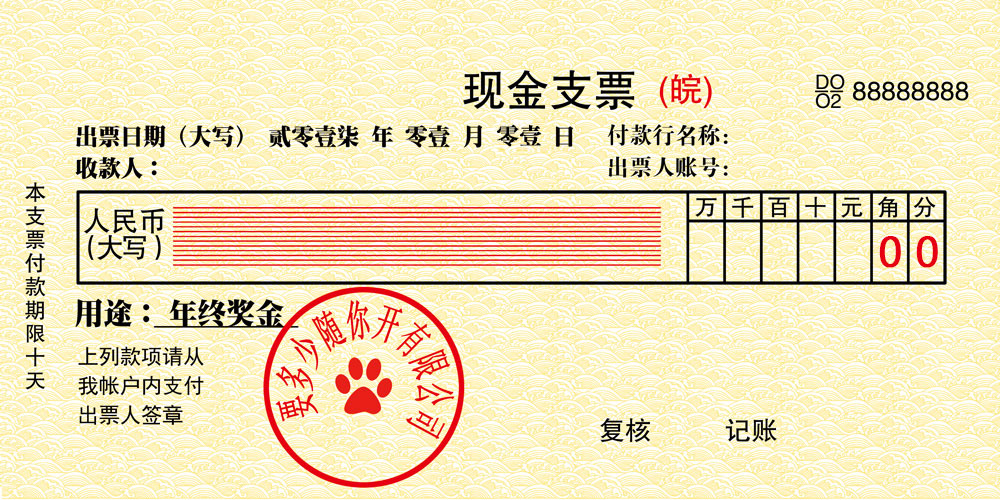 现金支票(皖)
DO
O2 88888888
出票日期（大写） 贰零壹柒 年 零壹 月 零壹 日
付款行名称：
收款人：
出票人账号：
本支票付款期限十天
人民币
(大写)
万 千 百 十 元 角 分
0 0
用途： 年终奖金
要多少随你开有限公司
上列款项请从
我帐户内支付
出票人签章
复核 记账